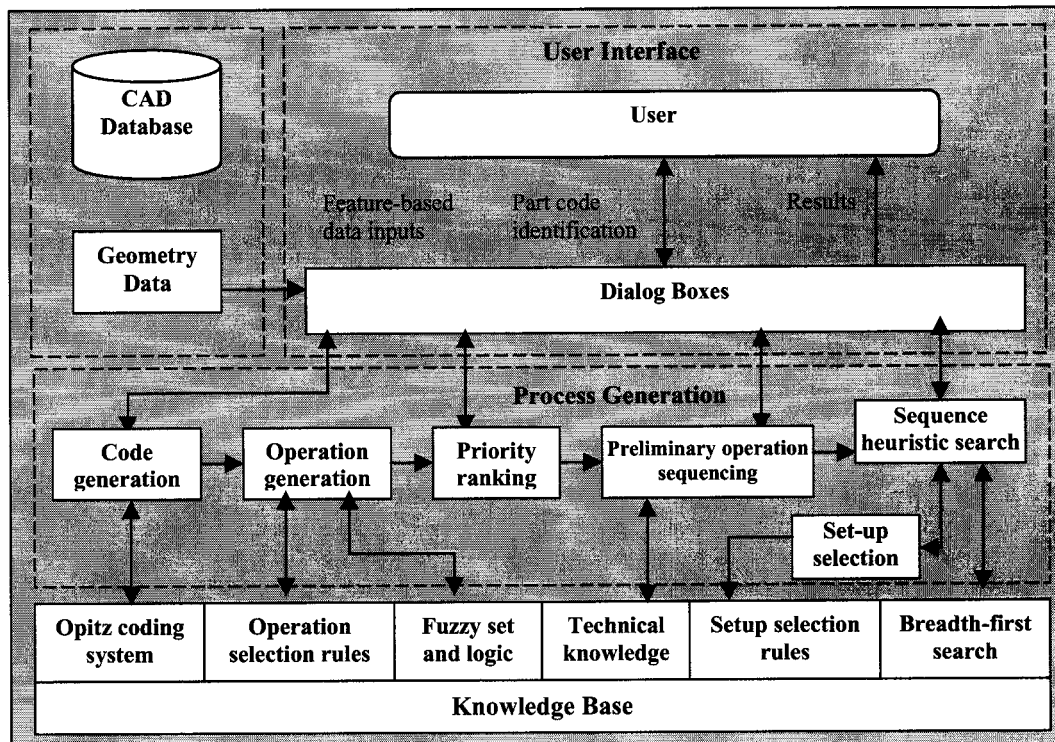 User Interface
CAD
Database
User
Feature-based
data inputs
Part code
identification
Results
Geometry
Data
Dialog Boxes
Process Generation
Code
generation
Operation
generation
Priority
ranking
Preliminary operation
sequencing
Sequence
heuristic search
Set-up
selection
Opitz coding
system
Operation
selection rules
Fuzzy set
and logic
Technical
knowledge
Setup selection
rules
Breadth-first
search
Knowledge Base